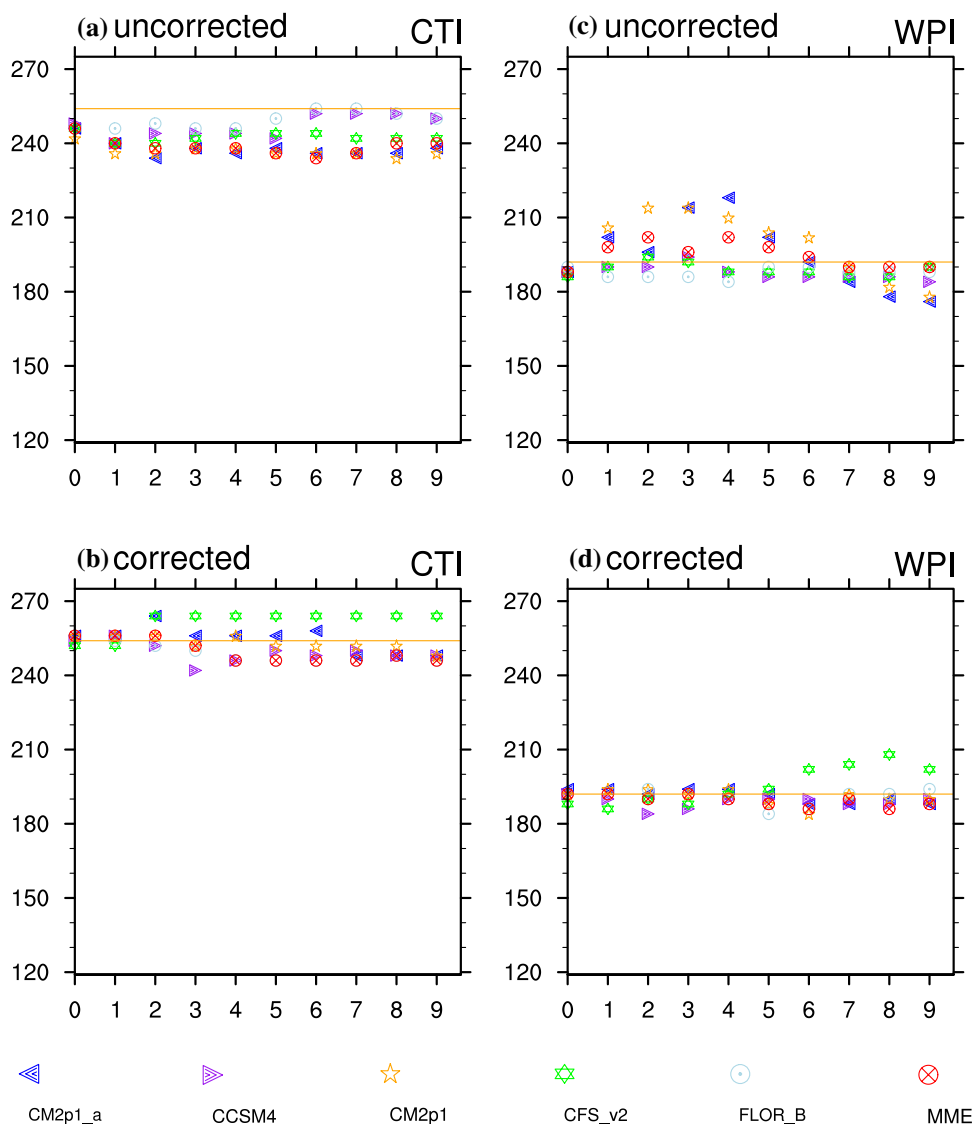 (a) uncorrected CTI
270
240
210
180
150
120
0 1 2 3 4 5 6 7 8 9
(c) uncorrected WPI
270
240
210
180
150
120
0 1 2 3 4 5 6 7 8 9
(b) corrected CTI
270
240
210
180
150
120
0 1 2 3 4 5 6 7 8 9
(d) corrected WPI
270
240
210
180
150
120
0 1 2 3 4 5 6 7 8 9
CM2p1_a CCSM4 CM2p1 CFS_v2 FLOR_B MME